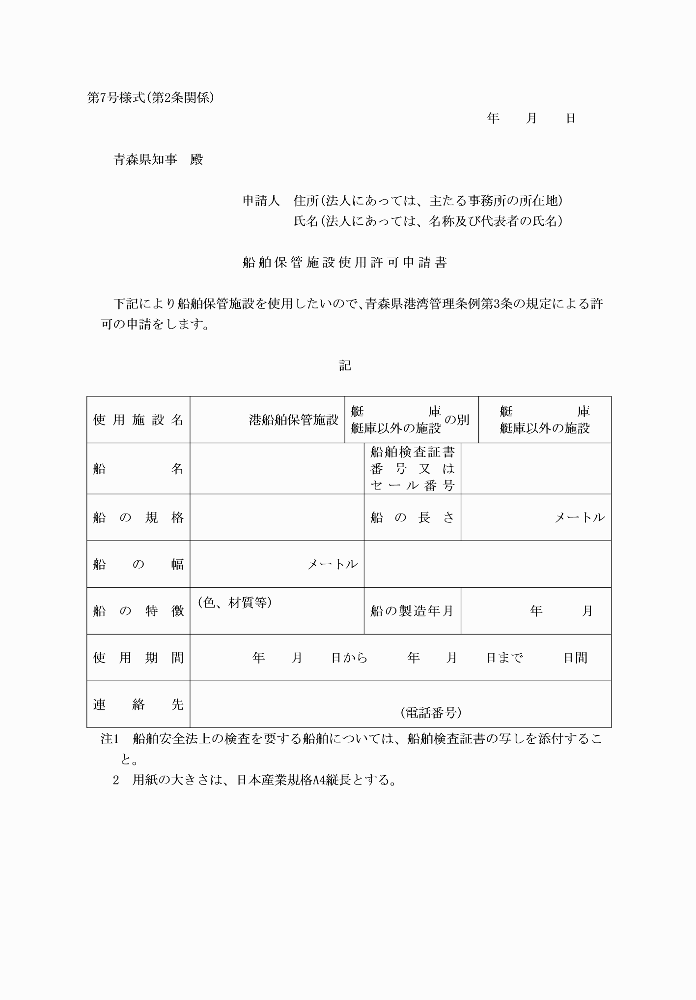 第7号様式(第2条関係)
年　　月　　日
青森県知事　殿
申請人　住所(法人にあっては、主たる事務所の所在地)
氏名(法人にあっては、名称及び代表者の氏名)
船舶保管施設使用許可申請書
下記により船舶保管施設を使用したいので、青森県港湾管理条例第3条の規定による許
可の申請をします。
記
使用施設名
港船舶保管施設
艇庫
艇庫以外の施設
の別
艇庫
艇庫以外の施設
船名
船舶検査証書
番号又は
セール番号
船の規格
船の長さ
メートル
船の幅
メートル
船の特徴
(色、材質等)
船の製造年月
年　　月
使用期間
年　　月　　日から　　年　　月　　日まで　　日間
連絡先
(電話番号)
注1　船舶安全法上の検査を要する船舶については、船舶検査証書の写しを添付するこ
と。
2　用紙の大きさは、日本産業規格A4縦長とする。